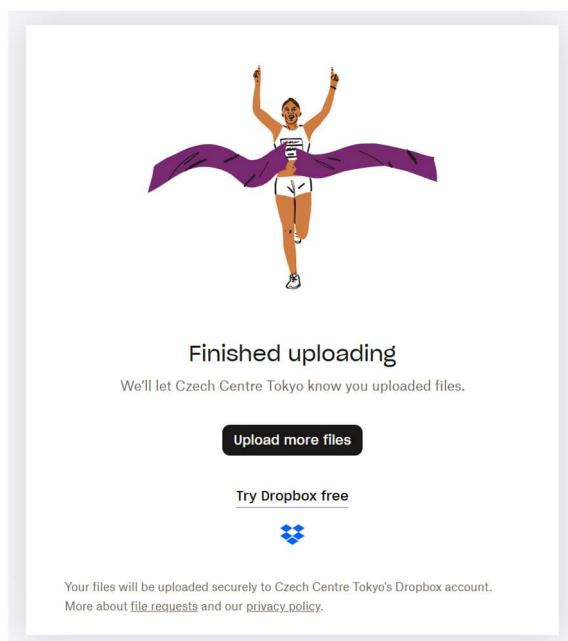 Finished uploading
We'll let Czech Centre Tokyo know you uploaded files.
Upload more files
Try Dropbox free
Your files will be uploaded securely to Czech Centre Tokyo's Dropbox account.
More about file requests and our privacy policy.